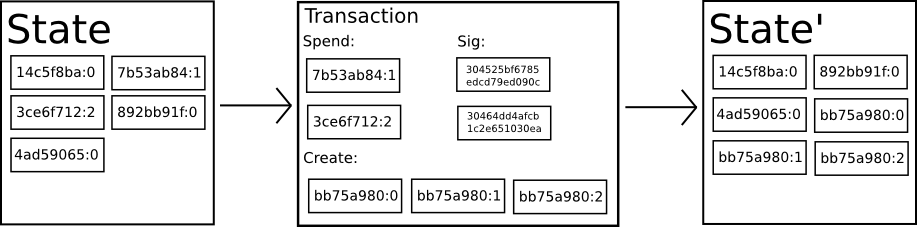 State
14c5f8ba:0 7b53ab84:1
3ce6f712:2 892bb91f:0
4ad59065:0
Transaction
Spend: Sig:
7b53ab84:1
304525bf6785
edcd79ed090c
3ce6f712:2
30464dd4afcb
1c2e651030ea
Create:
bb75a980:0 bb75a980:1 bb75a980:2
State'
14c5f8ba:0 892bb91f:0
4ad59065:0 bb75a980:0
bb75a980:1 bb75a980:2